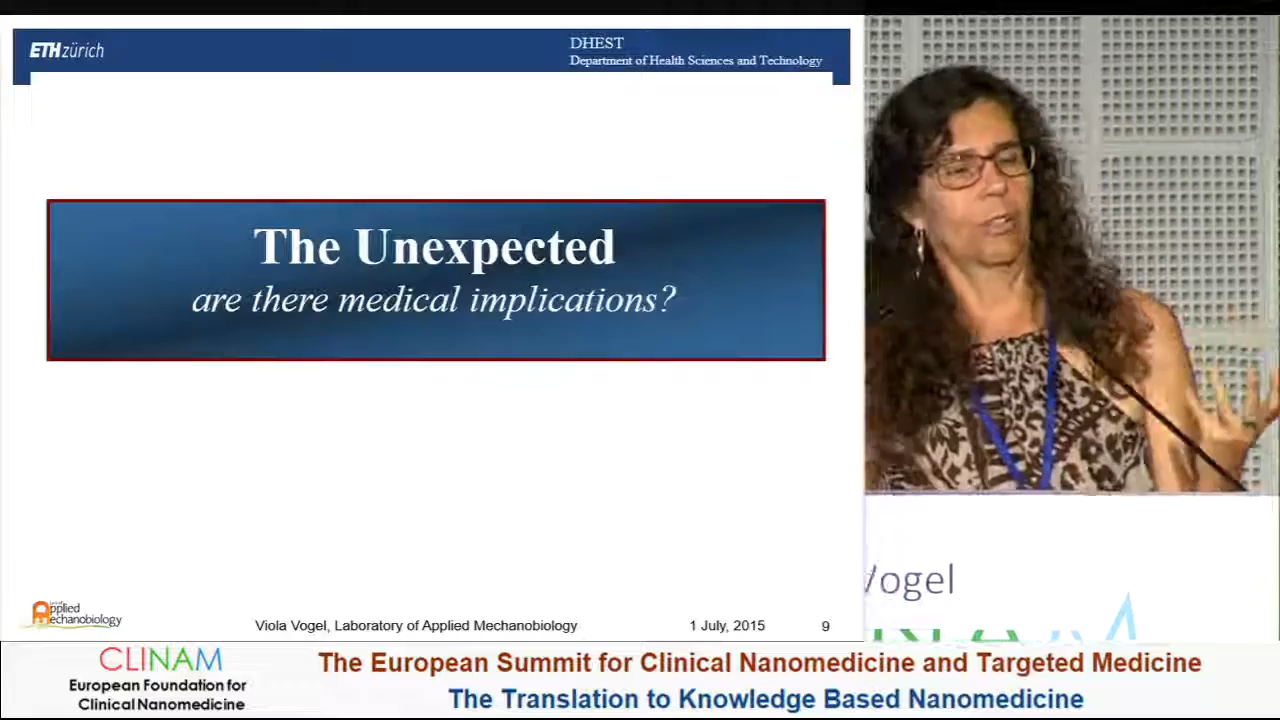 ETH zürich
DHEST
Department of Health Sciences and Technology
The Unexpected
are there medical implications?
Vogel
Applied
Mechanobiology
Viola Vogel, Laboratory of Applied Mechanobiology
1 July, 2015
9
CLINAM
European Foundation for
Clinical Nanomedicine
The European Summit for Clinical Nanomedicine and Targeted Medicine
The Translation to Knowledge Based Nanomedicine